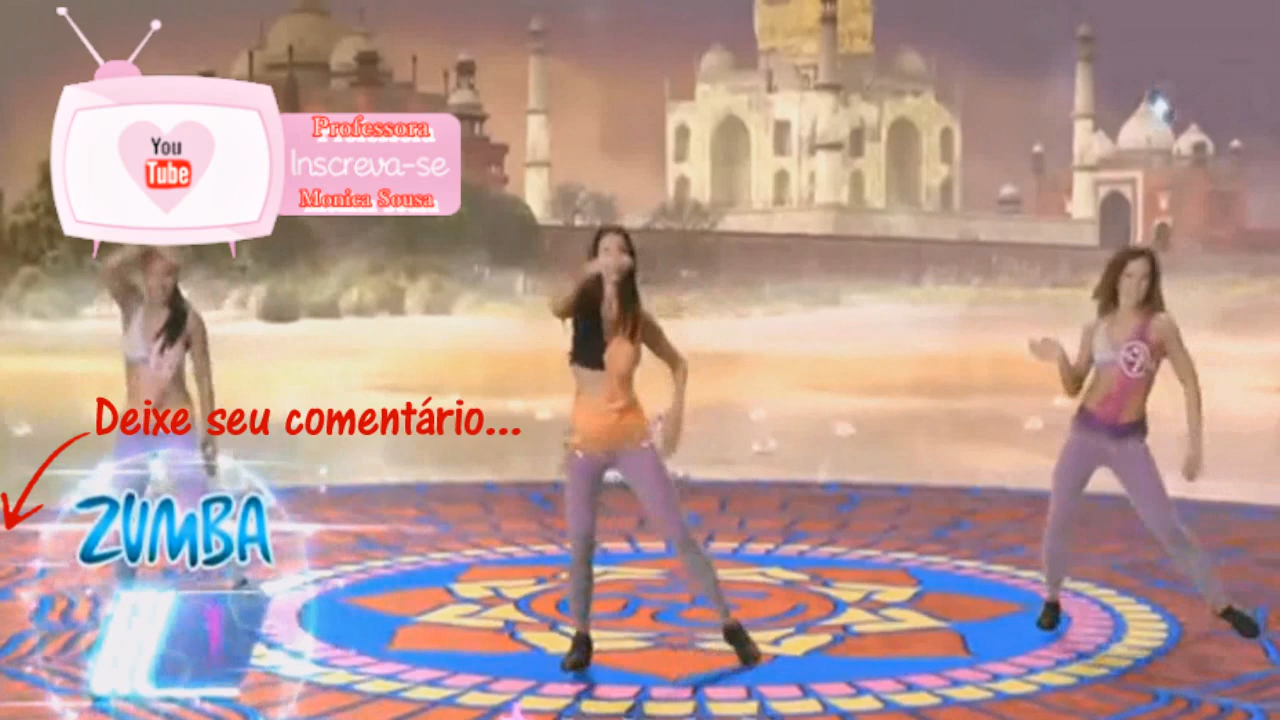 You
Tube
Professora
Inscreva-se
Monica Sousa
Deixe seu comentário...
ZUMBA